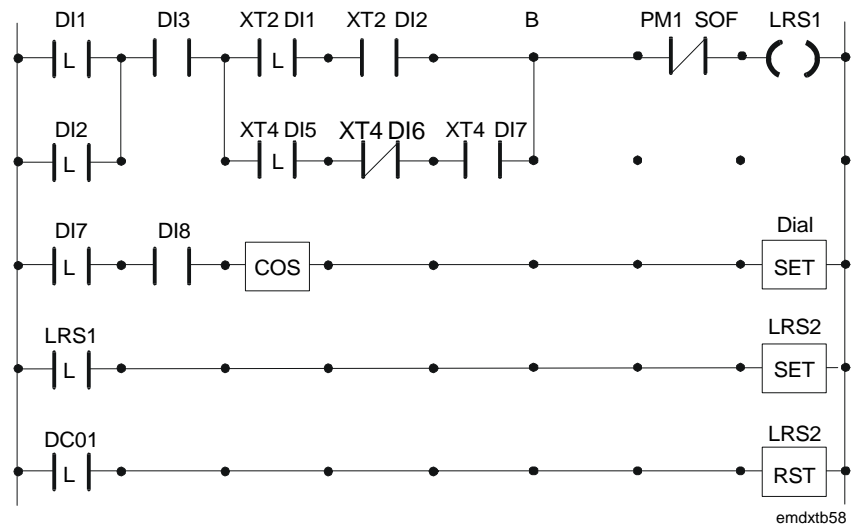 DI1 DI3 XT2 DI1 XT2 DI2 B PM1 SOF LRS1
L L
DI2 XT4 DI5 XT4 DI6 XT4 DI7
L L
DI7 DI8 Dial
L COS SET
LRS1 LRS2
L SET
DC01 LRS2
L RST
emdxtb58